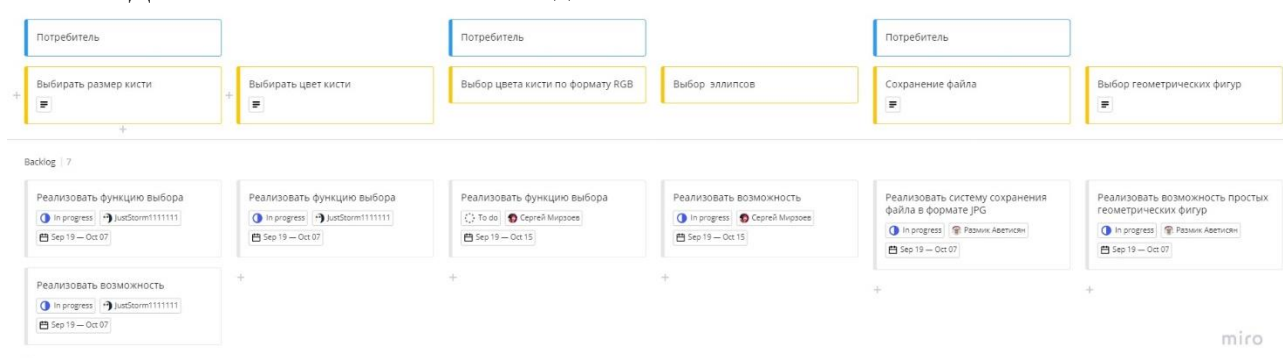 Потребитель
Потребитель
Потребитель
Выбирать размер кисти
Выбирать цвет кисти
Выбор цвета кисти по формату RGB
Выбор эллипсов
Сохранение файла
Выбор геометрических фигур
Backlog | 7
Реализовать функцию выбора
In progress JustStorm1111111
Sep 19 — Oct 07
Реализовать функцию выбора
In progress JustStorm1111111
Sep 19 — Oct 07
Реализовать функцию выбора
To do Сергей Мирзоев
Sep 19 — Oct 15
Реализовать возможность
In progress Сергей Мирзоев
Sep 19 — Oct 15
Реализовать систему сохранения
файла в формате JPG
In progress Размик Аветисян
Sep 19 — Oct 07
Реализовать возможность простых
геометрических фигур
In progress Размик Аветисян
Sep 19 — Oct 07
Реализовать возможность
In progress JustStorm1111111
Sep 19 — Oct 07
miro